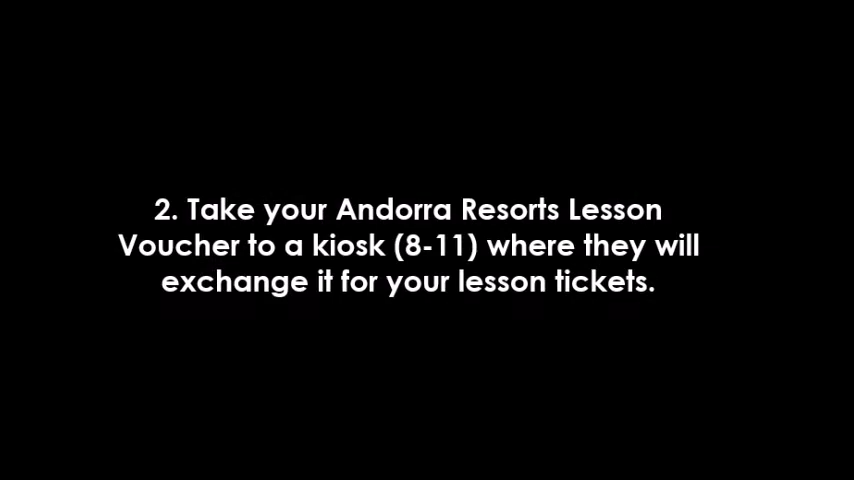 2. Take your Andorra Resorts Lesson
Voucher to a kiosk (8-11) where they will
exchange it for your lesson tickets.